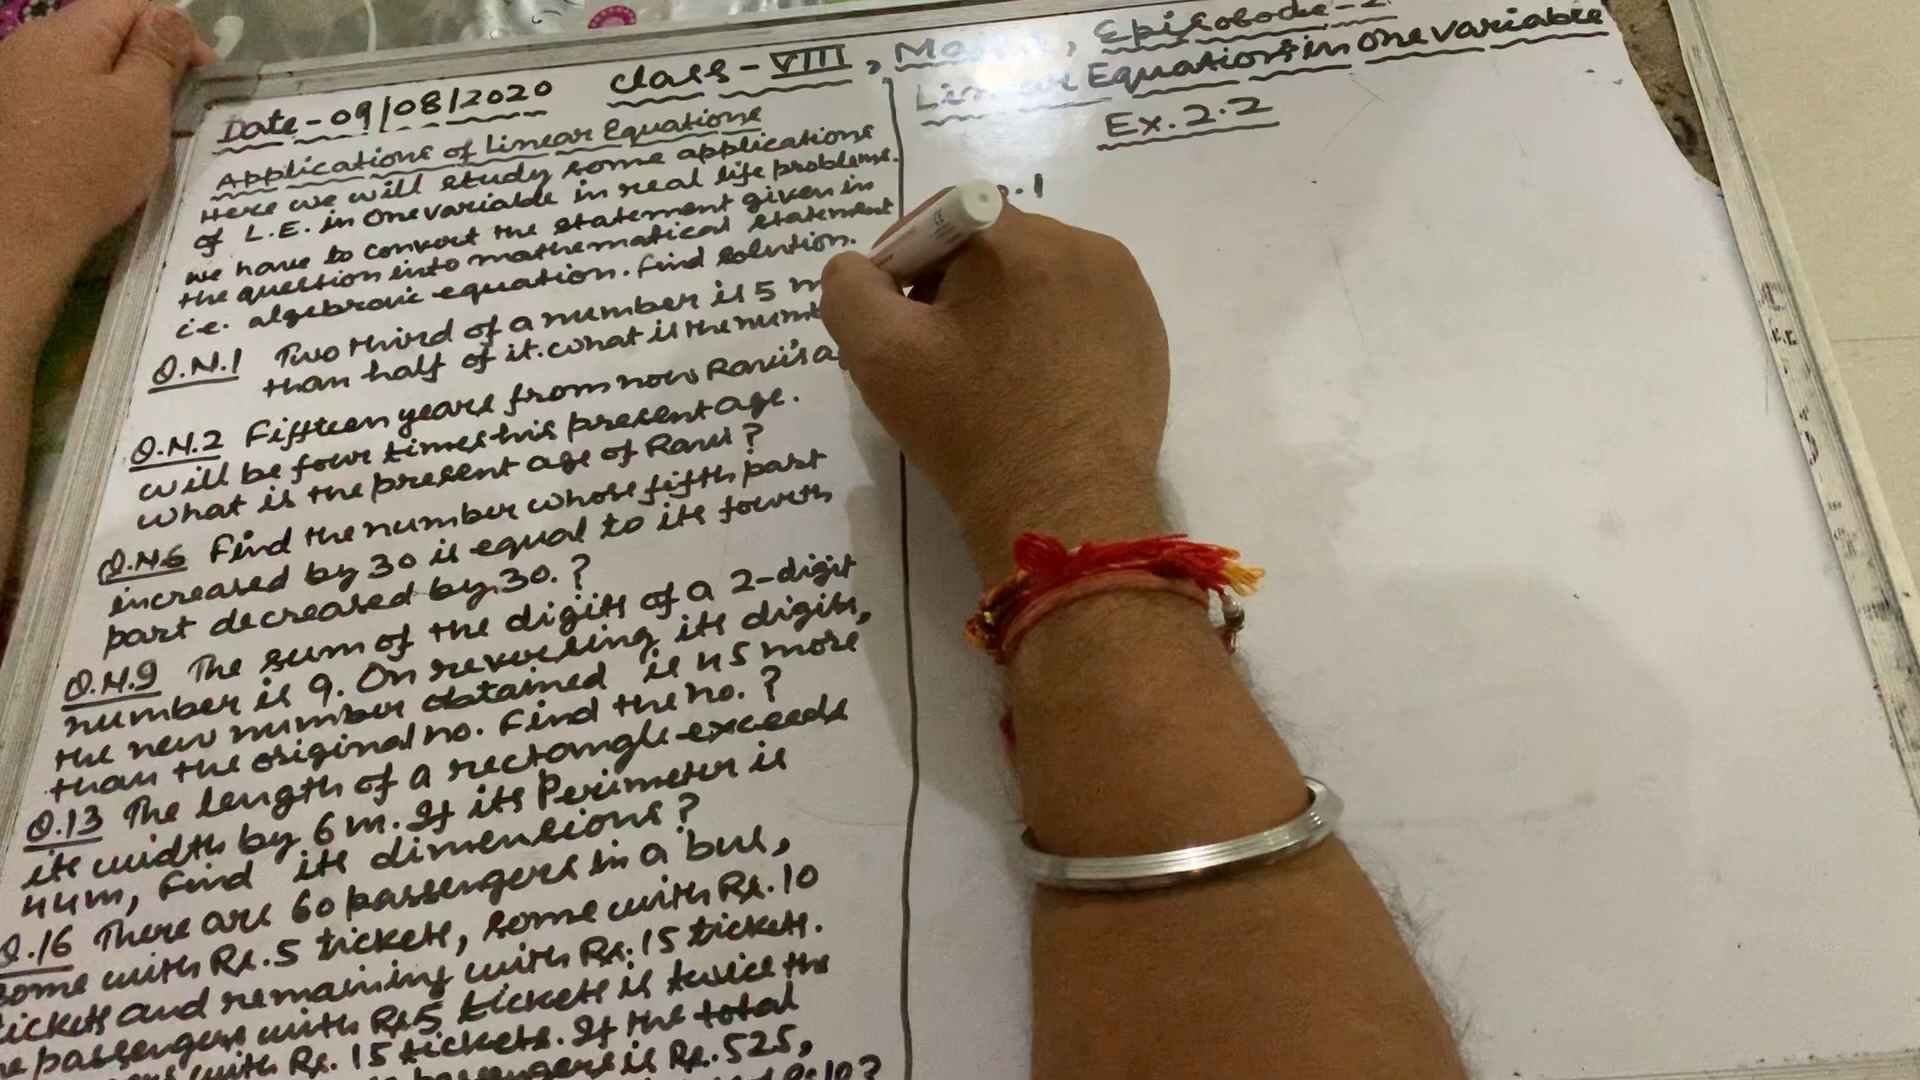 Date-09/08/2020
class-VIII, Episobode-2
Linear Equations in One variable
Ex. 2.2
Applications of Linear Equations
Here we will study some applications
of L.E. in One variable in real life problems.
we have to convert the statement given in
the question into mathematical statement
i.e. algebraic equation. find solution.
Q.N.1 Two third of a number is 5
than half of it. what is the
Q.N.2 Fifteen years from now Ravi's
will be four times his present age.
what is the present age of Ravi?
Q.N.6 Find the number whose fifth part
increased by 30 is equal to its fourth
part decreased by 30. ?
Q.N.9 The sum of the digits of a 2-digit
number is 9. On reversing its digits,
the new number obtained is 45 more
than the original no. Find the no. ?
Q.13 The length of a rectangle exceeds
its width by 6m. If its Perimeter is
44m, Find its dimensions?
Q.16 There are 60 passengers in a bus,
some with Rs.5 tickets, some with Rs.10
tickets and remaining with Rs.15 tickets.
passengers with Rs5 tickets is twice the
with Rs. 15 tickets. If the total
passengers is Rs.525,
.1